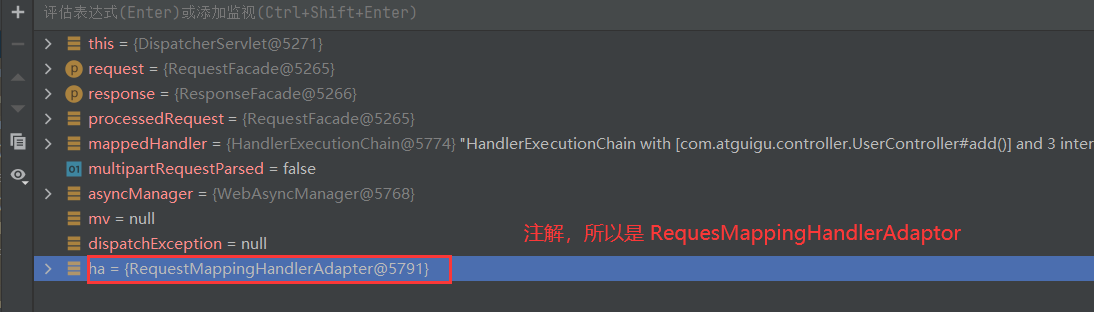 评估表达式(Enter)或添加监视(Ctrl+Shift+Enter)
this = {DispatcherServlet@5271}
request = {RequestFacade@5265}
response = {ResponseFacade@5266}
processedRequest = {RequestFacade@5265}
mappedHandler = {HandlerExecutionChain@5774} "HandlerExecutionChain with [com.atguigu.controller.UserController#add()] and 3 inter
multipartRequestParsed = false
asyncManager = {WebAsyncManager@5768}
mv = null
dispatchException = null
注解，所以是 RequesMappingHandlerAdaptor
ha = {RequestMappingHandlerAdapter@5791}